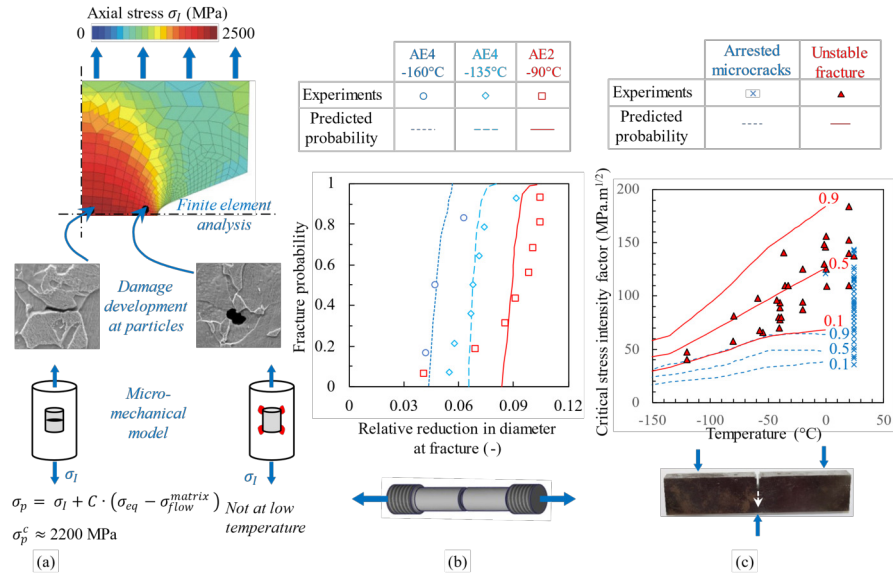 Axial stress σI (MPa)
0 2500
Finite element
analysis
Damage
development
at particles
Micro-
mechanical
model
σI σI
σp = σI + C · (σeq − σflow^matrix)
σp^c ≈ 2200 MPa
Not at low
temperature
(a)
AE4 AE4 AE2
-160°C -135°C -90°C
Experiments
Predicted
probability
Fracture probability
1
0.8
0.6
0.4
0.2
0
0 0.04 0.08 0.12
Relative reduction in diameter
at fracture (-)
(b)
Arrested Unstable
microcracks fracture
Experiments
Predicted
probability
Critical stress intensity factor (MPa.m^1/2)
200
150
100
50
0
0.9
0.5
0.1
0.9
0.5
0.1
-150 -100 -50 0 50
Temperature (°C)
(c)